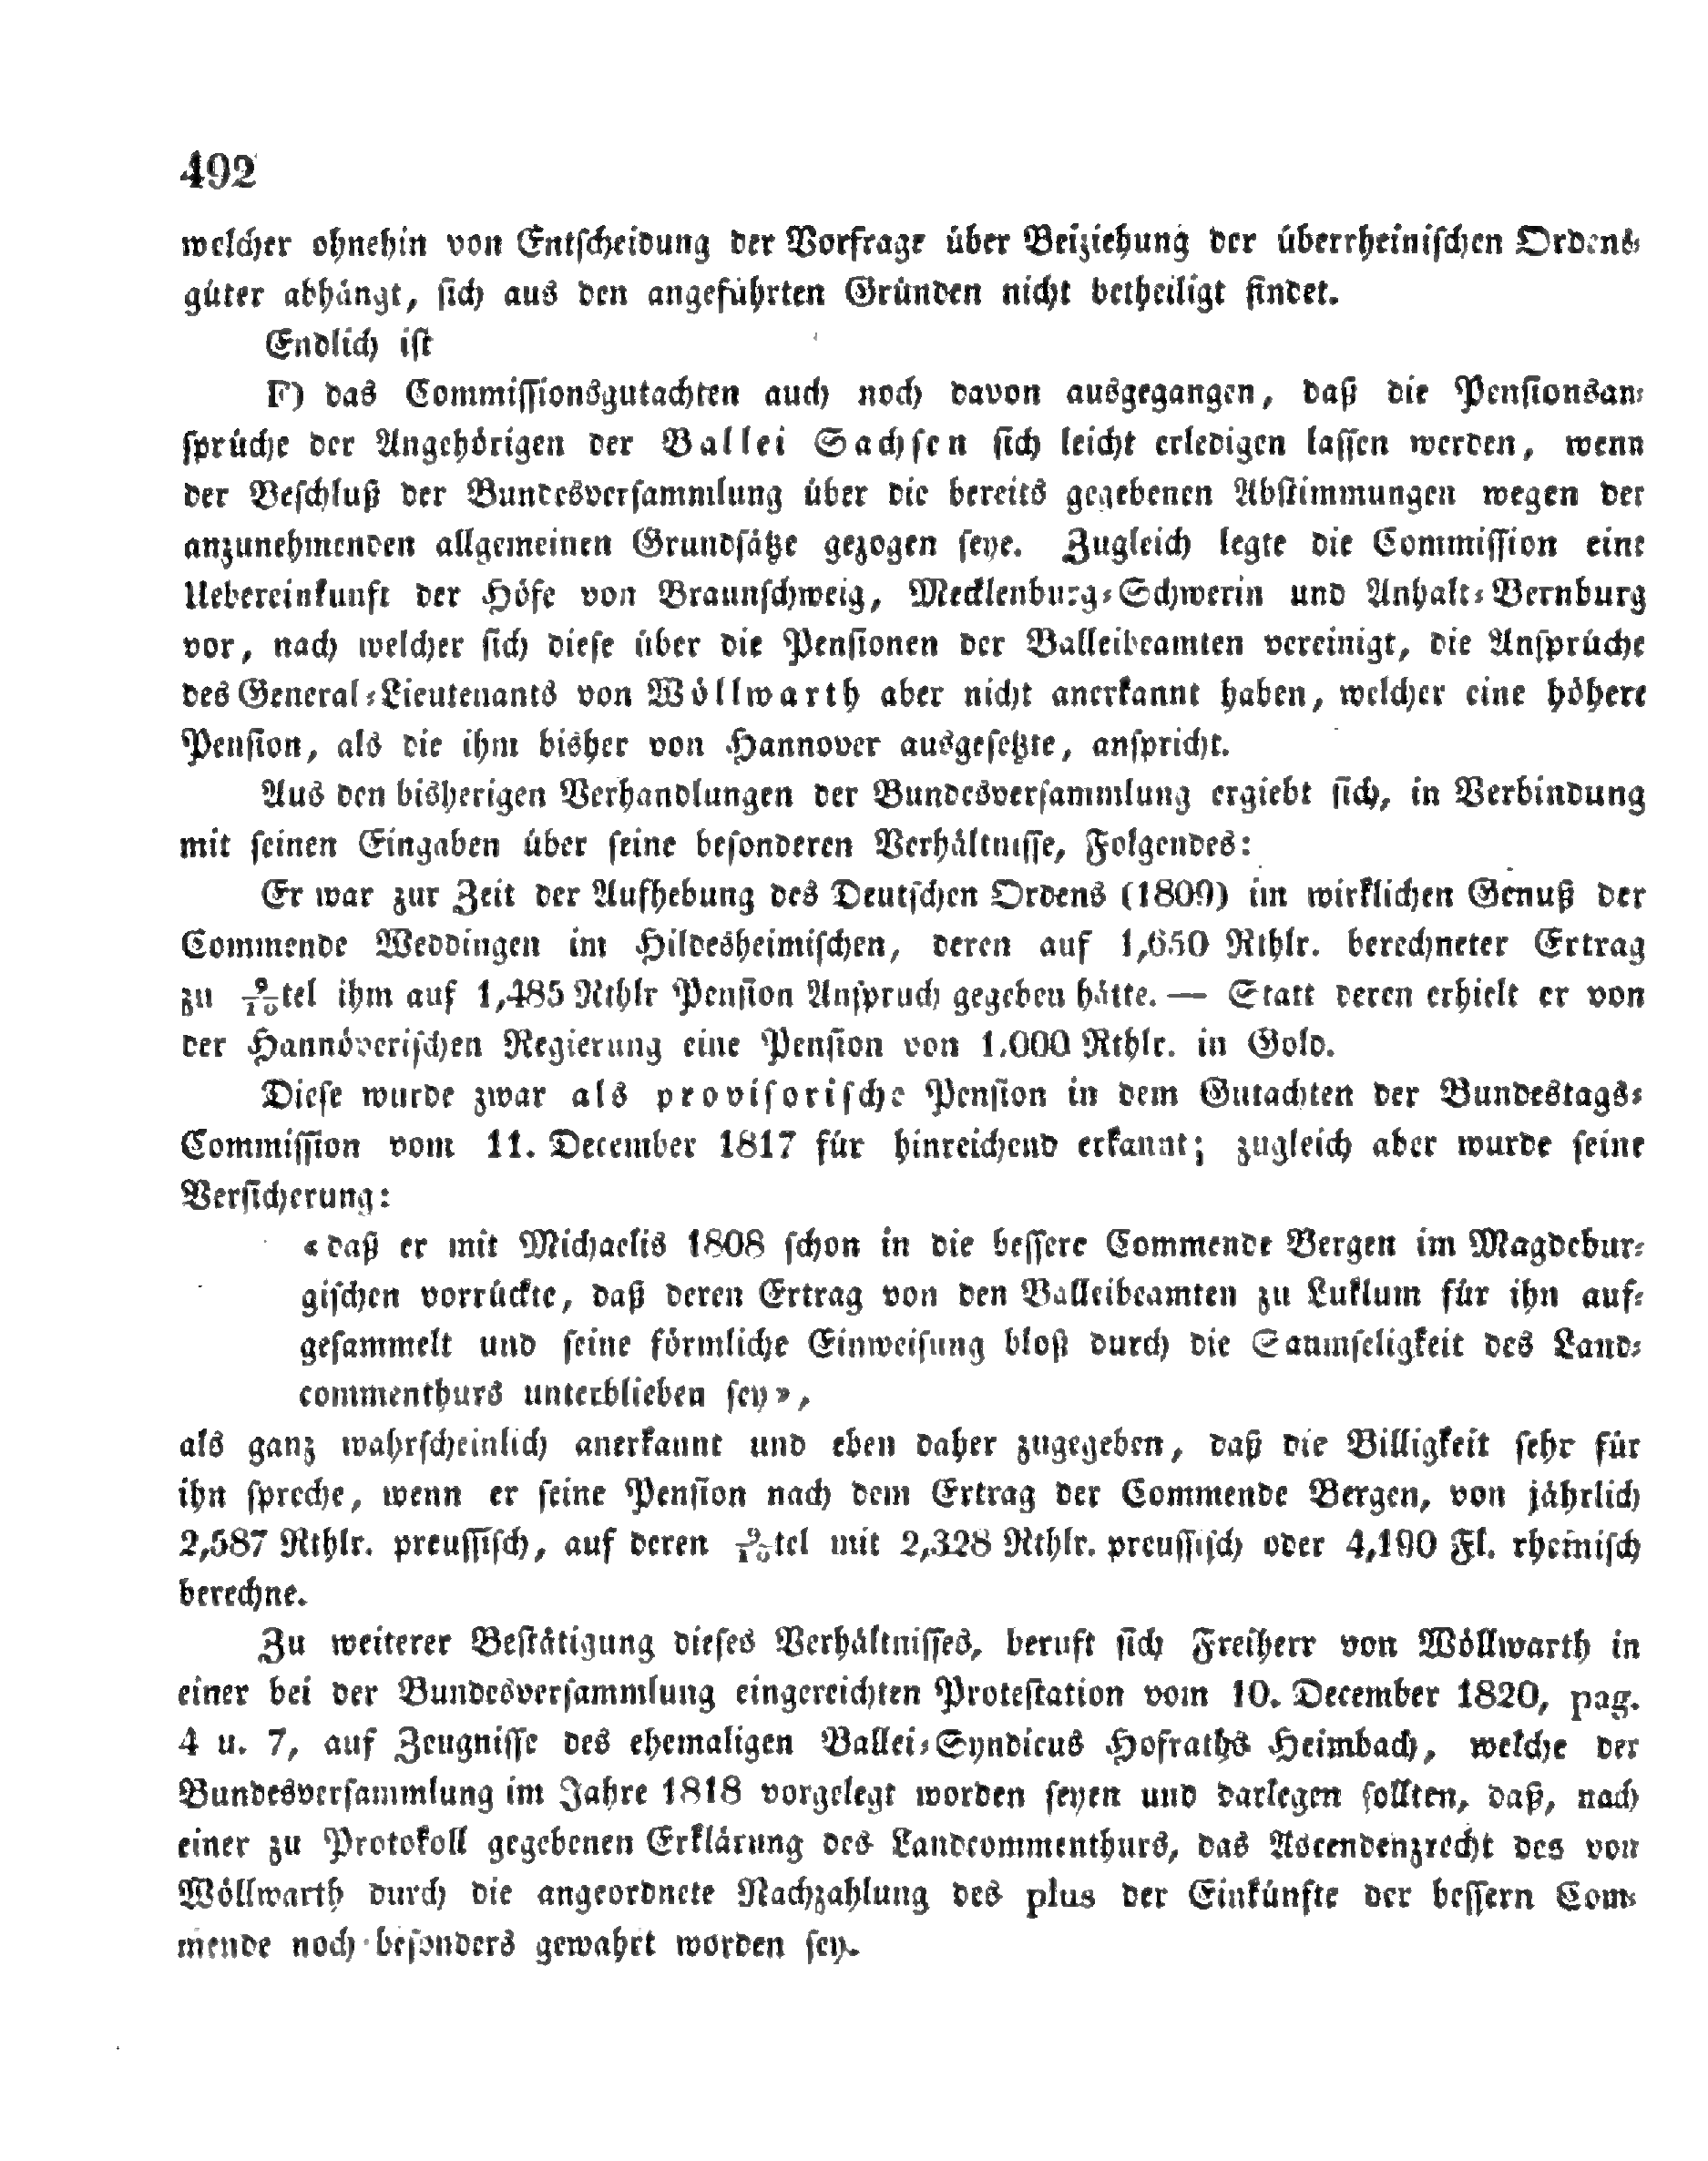 492
welcher ohnehin von Entscheidung der Vorfrage über Beiziehung der überrheinischen Ordens-
güter abhängt, sich aus den angeführten Gründen nicht betheiligt findet.
Endlich ist
F) das Commissionsgutachten auch noch davon ausgegangen, daß die Pensionsan-
sprüche der Angehörigen der Ballei Sachsen sich leicht erledigen lassen werden, wenn
der Beschluß der Bundesversammlung über die bereits gegebenen Abstimmungen wegen der
anzunehmenden allgemeinen Grundsätze gezogen seye. Zugleich legte die Commission eine
Uebereinkunft der Höfe von Braunschweig, Mecklenburg-Schwerin und Anhalt-Bernburg
vor, nach welcher sich diese über die Pensionen der Balleibeamten vereinigt, die Ansprüche
des General-Lieutenants von Wöllwarth aber nicht anerkannt haben, welcher eine höhere
Pension, als die ihm bisher von Hannover ausgesetzte, anspricht.
Aus den bisherigen Verhandlungen der Bundesversammlung ergiebt sich, in Verbindung
mit seinen Eingaben über seine besonderen Verhältnisse, Folgendes:
Er war zur Zeit der Aufhebung des Deutschen Ordens (1809) im wirklichen Genuß der
Commende Weddingen im Hildesheimischen, deren auf 1,650 Rthlr. berechneter Ertrag
zu 9/10tel ihm auf 1,485 Rthlr Pension Anspruch gegeben hätte. — Statt deren erhielt er von
der Hannöverischen Regierung eine Pension von 1,000 Rthlr. in Gold.
Diese wurde zwar als provisorische Pension in dem Gutachten der Bundestags-
Commission vom 11. December 1817 für hinreichend erkannt; zugleich aber wurde seine
Versicherung:
«daß er mit Michaelis 1808 schon in die bessere Commende Bergen im Magdebur-
gischen vorrückte, daß deren Ertrag von den Balleibeamten zu Luklum für ihn auf-
gesammelt und seine förmliche Einweisung bloß durch die Saumseligkeit des Land-
commenthurs unterblieben sey»,
als ganz wahrscheinlich anerkannt und eben daher zugegeben, daß die Billigkeit sehr für
ihn spreche, wenn er seine Pension nach dem Ertrag der Commende Bergen, von jährlich
2,587 Rthlr. preussisch, auf deren 9/10tel mit 2,328 Rthlr. preussisch oder 4,190 Fl. rheinisch
berechne.
Zu weiterer Bestätigung dieses Verhältnisses, beruft sich Freiherr von Wöllwarth in
einer bei der Bundesversammlung eingereichten Protestation vom 10. December 1820, pag.
4 u. 7, auf Zeugnisse des ehemaligen Ballei-Syndicus Hofraths Heimbach, welche der
Bundesversammlung im Jahre 1818 vorgelegt worden seyen und darlegen sollten, daß, nach
einer zu Protokoll gegebenen Erklärung des Landcommenthurs, das Ascendenzrecht des von
Wöllwarth durch die angeordnete Nachzahlung des plus der Einkünfte der bessern Com-
mende noch besonders gewahrt worden sey.